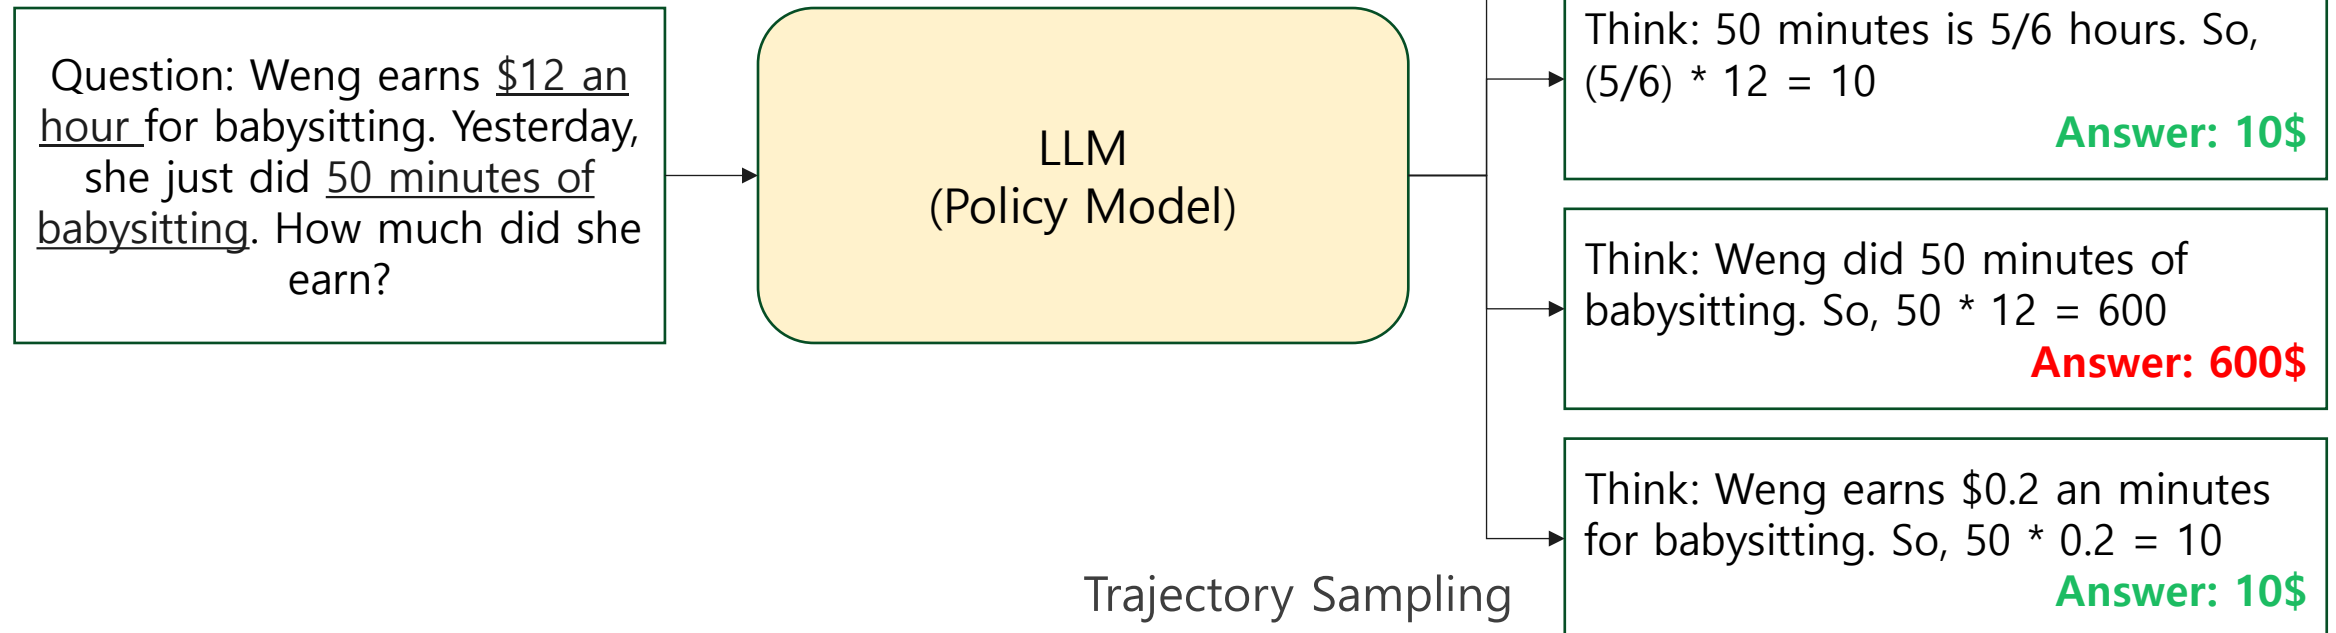 Question: Weng earns $12 an
hour for babysitting. Yesterday,
she just did 50 minutes of
babysitting. How much did she
earn?
LLM
(Policy Model)
Think: 50 minutes is 5/6 hours. So,
(5/6) * 12 = 10
Answer: 10$
Think: Weng did 50 minutes of
babysitting. So, 50 * 12 = 600
Answer: 600$
Think: Weng earns $0.2 an minutes
for babysitting. So, 50 * 0.2 = 10
Answer: 10$
Trajectory Sampling